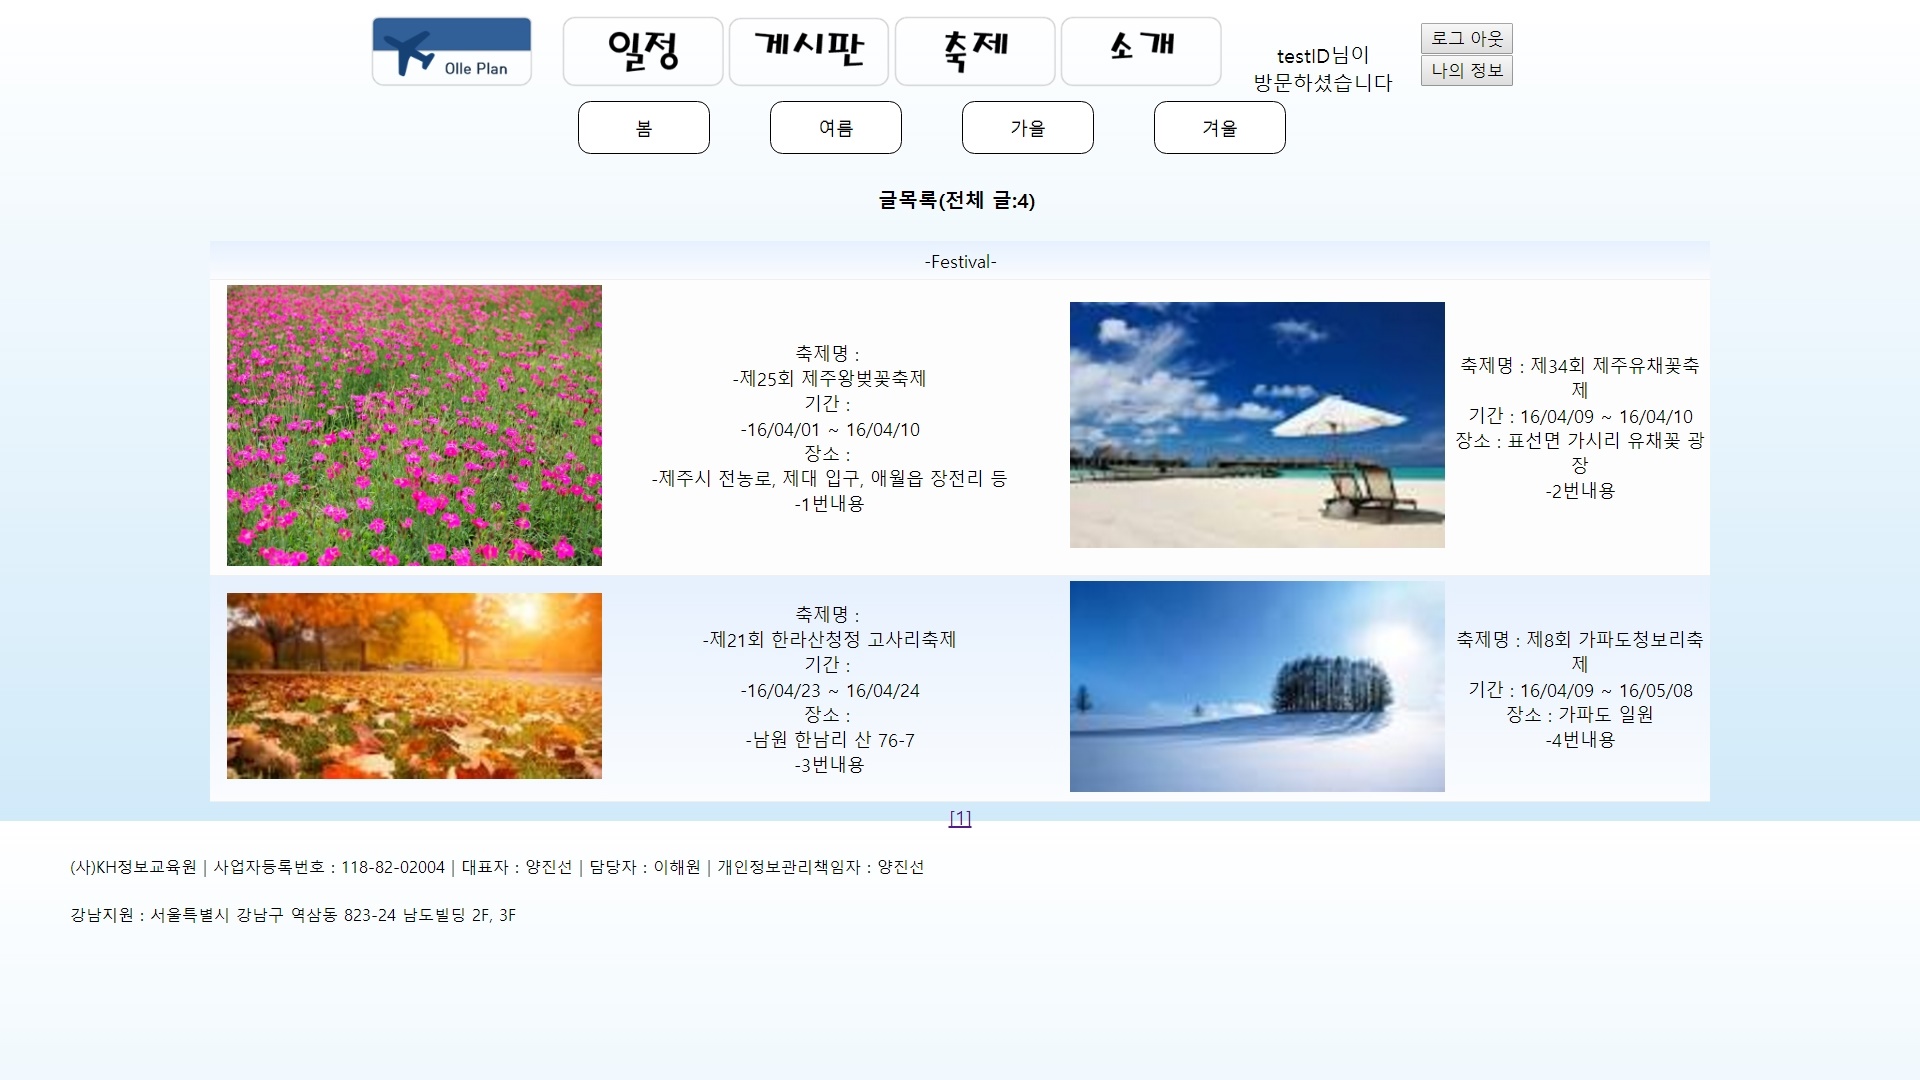 Olle Plan
일정
게시판
축제
소개
testID님이
방문하셨습니다
로그 아웃
나의 정보
봄
여름
가을
겨울
글목록(전체 글:4)
-Festival-
축제명 :
-제25회 제주왕벚꽃축제
기간 :
-16/04/01 ~ 16/04/10
장소 :
-제주시 전농로, 제대 입구, 애월읍 장전리 등
-1번내용
축제명 : 제34회 제주유채꽃축
제
기간 : 16/04/09 ~ 16/04/10
장소 : 표선면 가시리 유채꽃 광
장
-2번내용
축제명 :
-제21회 한라산청정 고사리축제
기간 :
-16/04/23 ~ 16/04/24
장소 :
-남원 한남리 산 76-7
-3번내용
축제명 : 제8회 가파도청보리축
제
기간 : 16/04/09 ~ 16/05/08
장소 : 가파도 일원
-4번내용
[1]
(사)KH정보교육원 | 사업자등록번호 : 118-82-02004 | 대표자 : 양진선 | 담당자 : 이해원 | 개인정보관리책임자 : 양진선
강남지원 : 서울특별시 강남구 역삼동 823-24 남도빌딩 2F, 3F